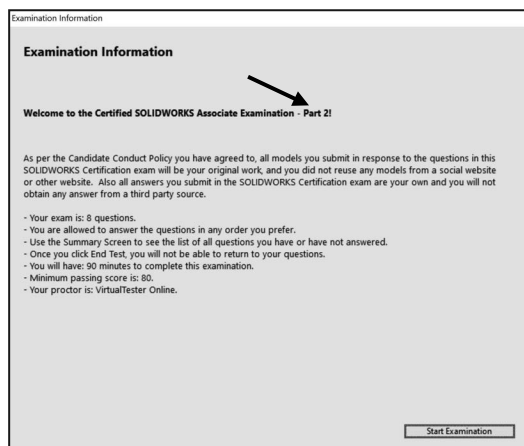 Examination Information
Examination Information
Welcome to the Certified SOLIDWORKS Associate Examination - Part 2!
As per the Candidate Conduct Policy you have agreed to, all models you submit in response to the questions in this
SOLIDWORKS Certification exam will be your original work, and you did not reuse any models from a social website
or other website. Also all answers you submit in the SOLIDWORKS Certification exam are your own and you will not
obtain any answer from a third party source.
- Your exam is: 8 questions.
- You are allowed to answer the questions in any order you prefer.
- Use the Summary Screen to see the list of all questions you have or have not answered.
- Once you click End Test, you will not be able to return to your questions.
- You will have: 90 minutes to complete this examination.
- Minimum passing score is: 80.
- Your proctor is: VirtualTester Online.
Start Examination